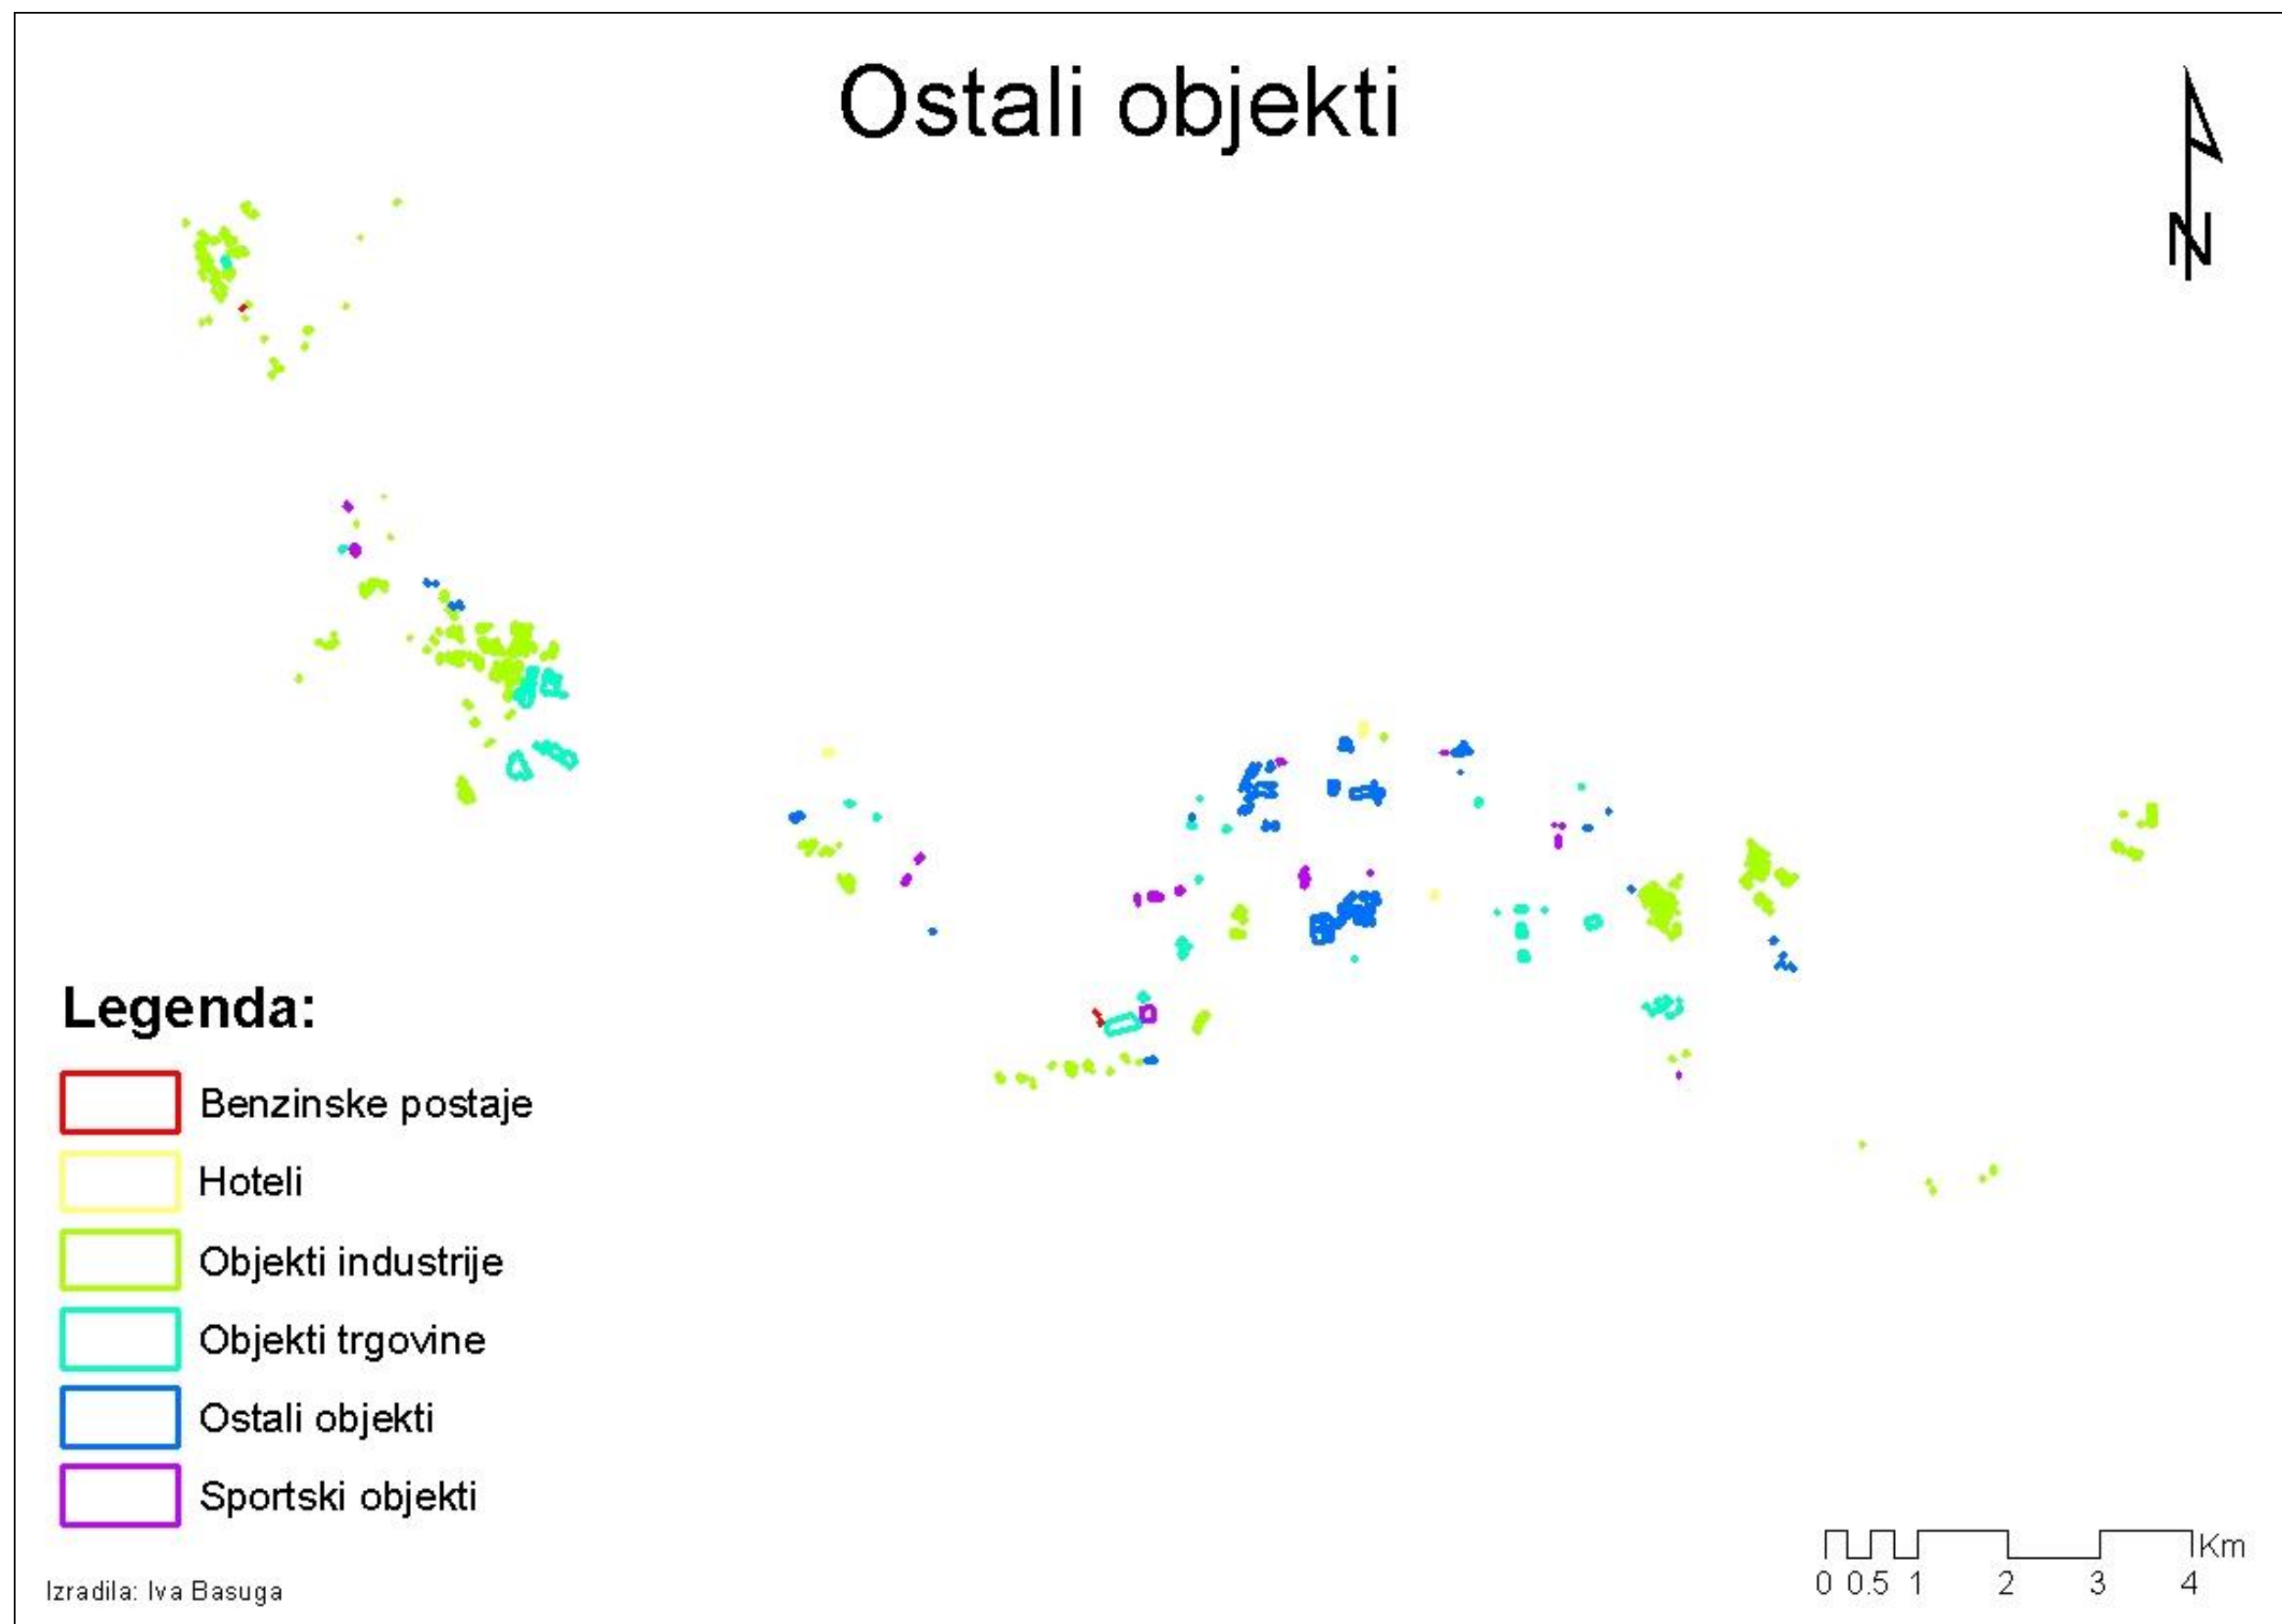 Ostali objekti
N
Legenda:
Benzinske postaje
Hoteli
Objekti industrije
Objekti trgovine
Ostali objekti
Sportski objekti
Km
0 0.5 1 2 3 4
Izradila: Iva Basuga